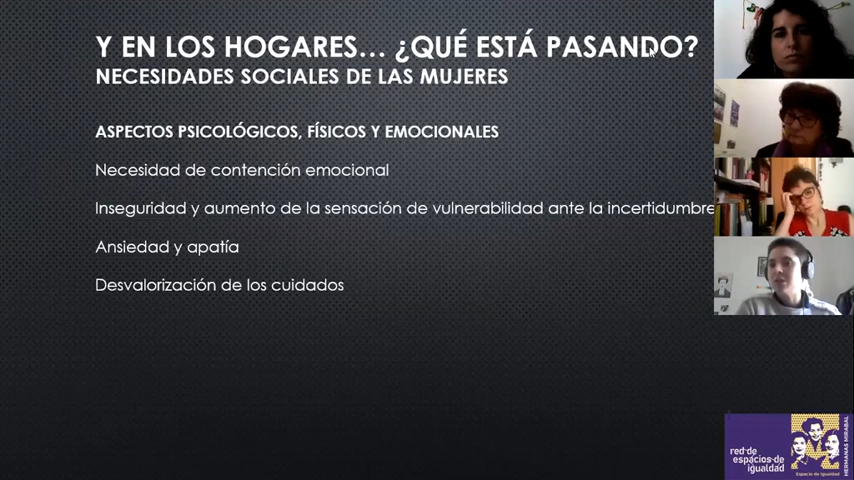 Y EN LOS HOGARES... ¿QUÉ ESTÁ PASANDO?
NECESIDADES SOCIALES DE LAS MUJERES
ASPECTOS PSICOLÓGICOS, FÍSICOS Y EMOCIONALES
Necesidad de contención emocional
Inseguridad y aumento de la sensación de vulnerabilidad ante la incertidumbre
Ansiedad y apatía
Desvalorización de los cuidados
red·de
espacios·de
igualdad
Espacio de Igualdad
HERMANAS MIRABAL